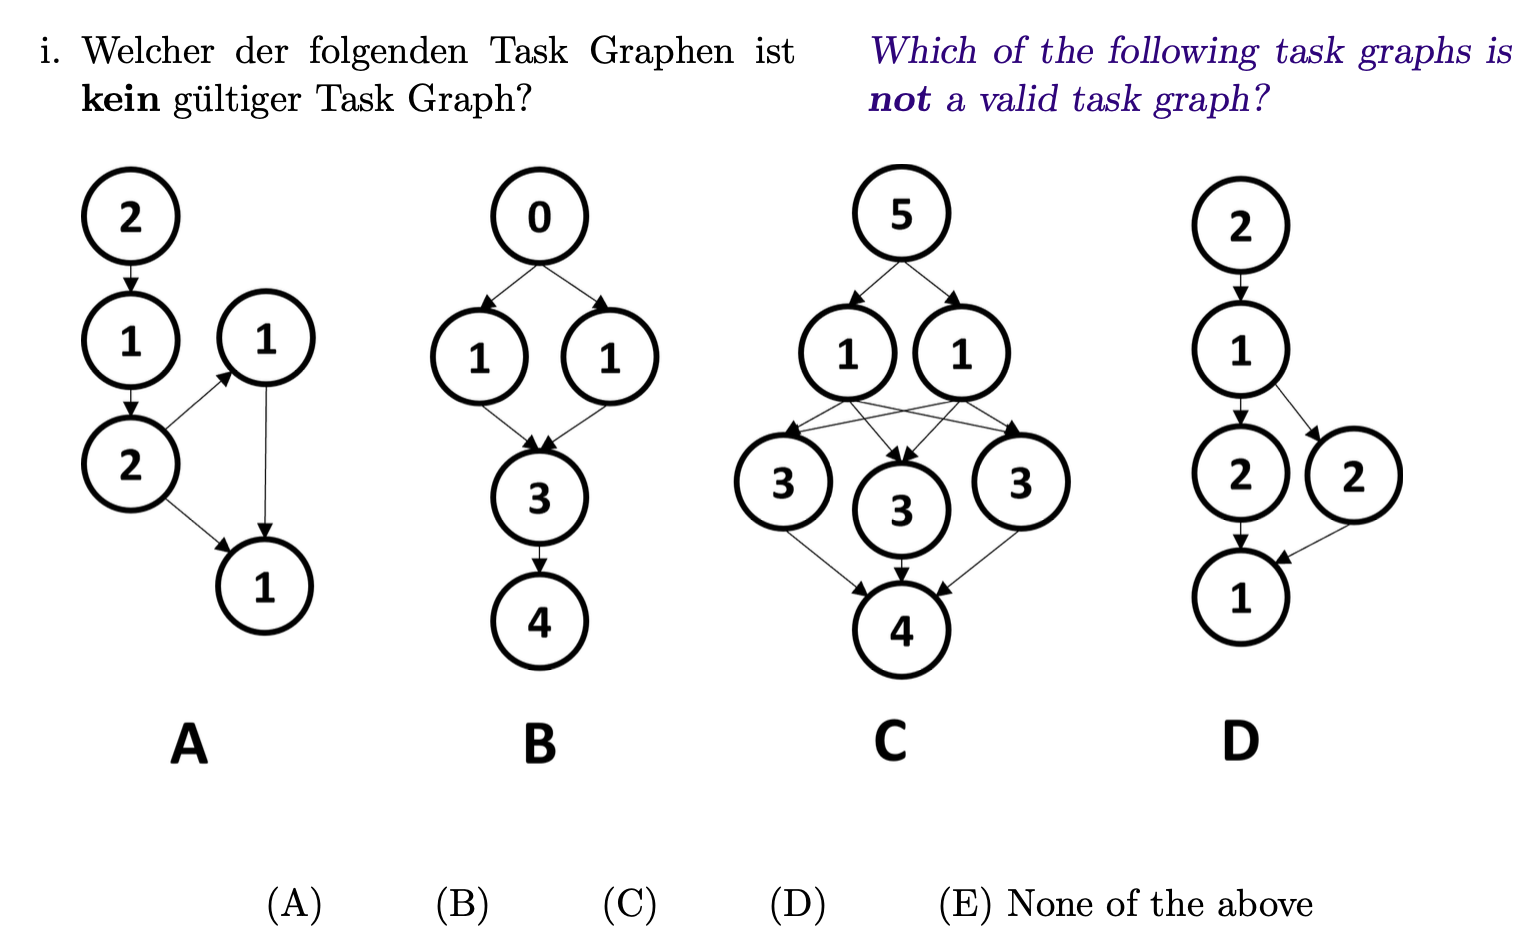 i. Welcher der folgenden Task Graphen ist
kein gültiger Task Graph?
Which of the following task graphs is
not a valid task graph?
2
1
1
2
1
A
0
1
1
3
4
B
5
1
1
3
3
3
4
C
2
1
2
2
1
D
(A) (B) (C) (D) (E) None of the above